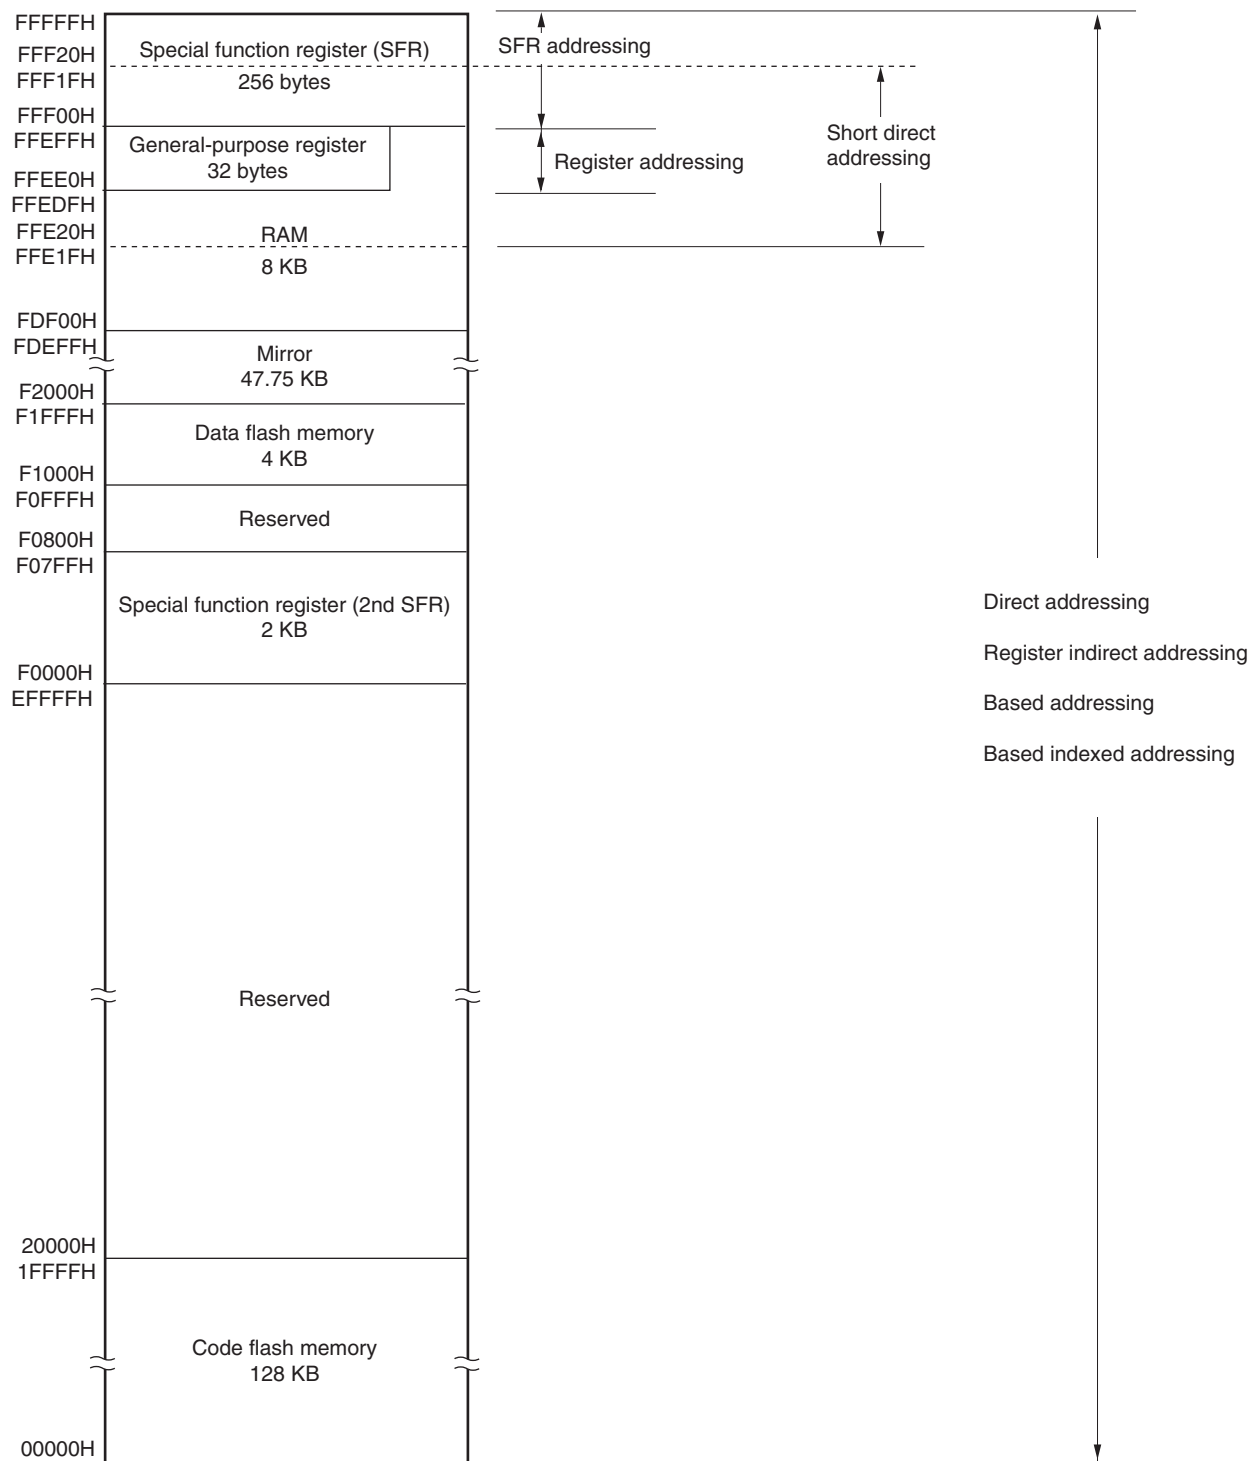 FFFFFH
Special function register (SFR)
SFR addressing
FFF20H
FFF1FH
256 bytes
FFF00H
FFEFFH
General-purpose register
32 bytes
Register addressing
Short direct
addressing
FFEE0H
FFEDFH
FFE20H
RAM
FFE1FH
8 KB
FDF00H
FDEFFH
Mirror
47.75 KB
F2000H
F1FFFH
Data flash memory
4 KB
F1000H
F0FFFH
Reserved
F0800H
F07FFH
Special function register (2nd SFR)
2 KB
Direct addressing
Register indirect addressing
Based addressing
Based indexed addressing
F0000H
EFFFFH
Reserved
20000H
1FFFFH
Code flash memory
128 KB
00000H